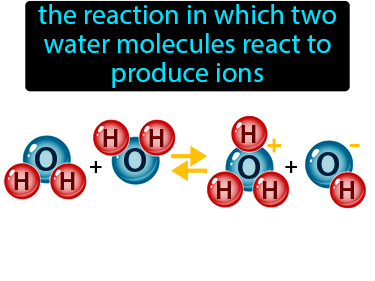 the reaction in which two
water molecules react to
produce ions
O H H + H H O ⇄ H O H H + + O H -